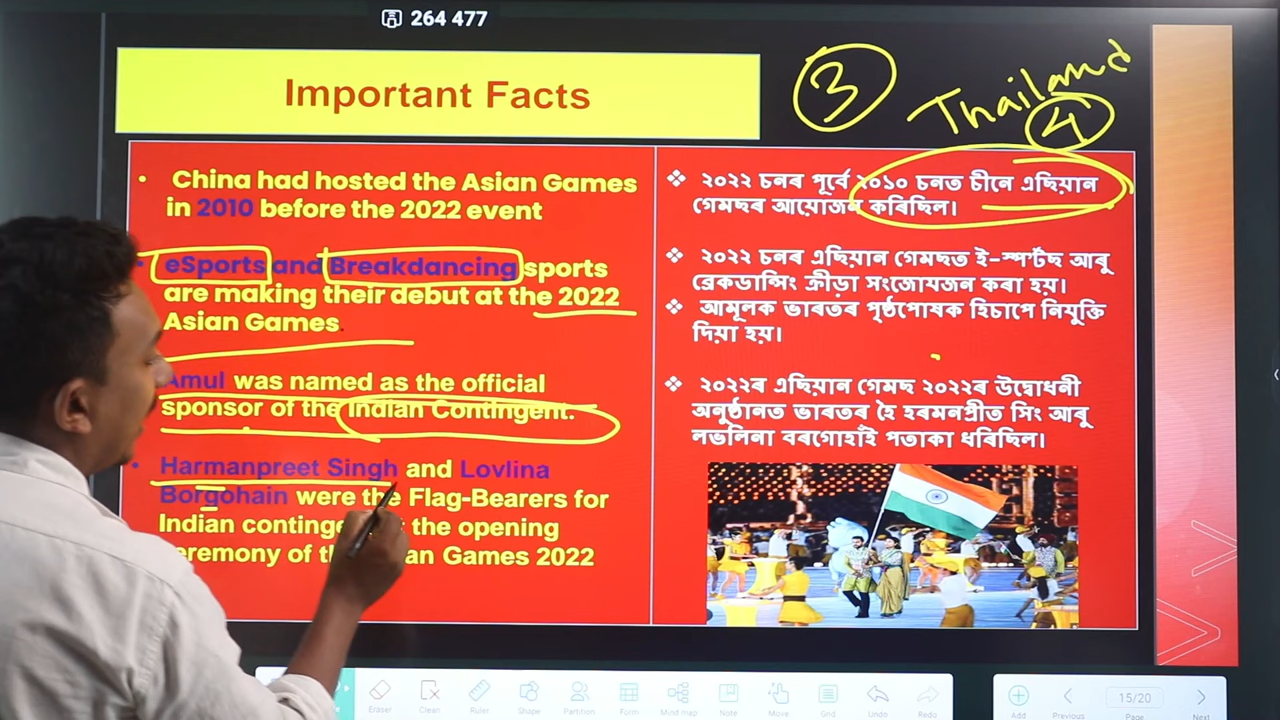 264 477
Important Facts
3
Thailand
4
• China had hosted the Asian Games
in 2010 before the 2022 event
• eSports and Breakdancing sports
are making their debut at the 2022
Asian Games.
Amul was named as the official
sponsor of the Indian Contingent.
• Harmanpreet Singh and Lovlina
Borgohain were the Flag-Bearers for
Indian the opening
of Games 2022
❖ ২০২২ চনৰ পূৰ্বে ২০১০ চনত চীনে এছিয়ান
গেমছৰ আয়োজন কৰিছিল।
❖ ২০২২ চনৰ এছিয়ান গেমছত ই-স্পৰ্টছ আৰু
ব্ৰেকডান্সিং ক্ৰীড়া সংজোযজন কৰা হয়।
❖ আমূলক ভাৰতৰ পৃষ্ঠপোষক হিচাপে নিযুক্তি
দিয়া হয়।
❖ ২০২২ৰ এছিয়ান গেমছ ২০২২ৰ উদ্বোধনী
অনুষ্ঠানত ভাৰতৰ হৈ হৰমনপ্ৰীত সিং আৰু
লভলিনা বৰগোহাঁই পতাকা ধৰিছিল।
Eraser Clean Ruler Shape Partition Form Mind map Note Move Grid Undo Redo
Add Previous 15/20 Page Next